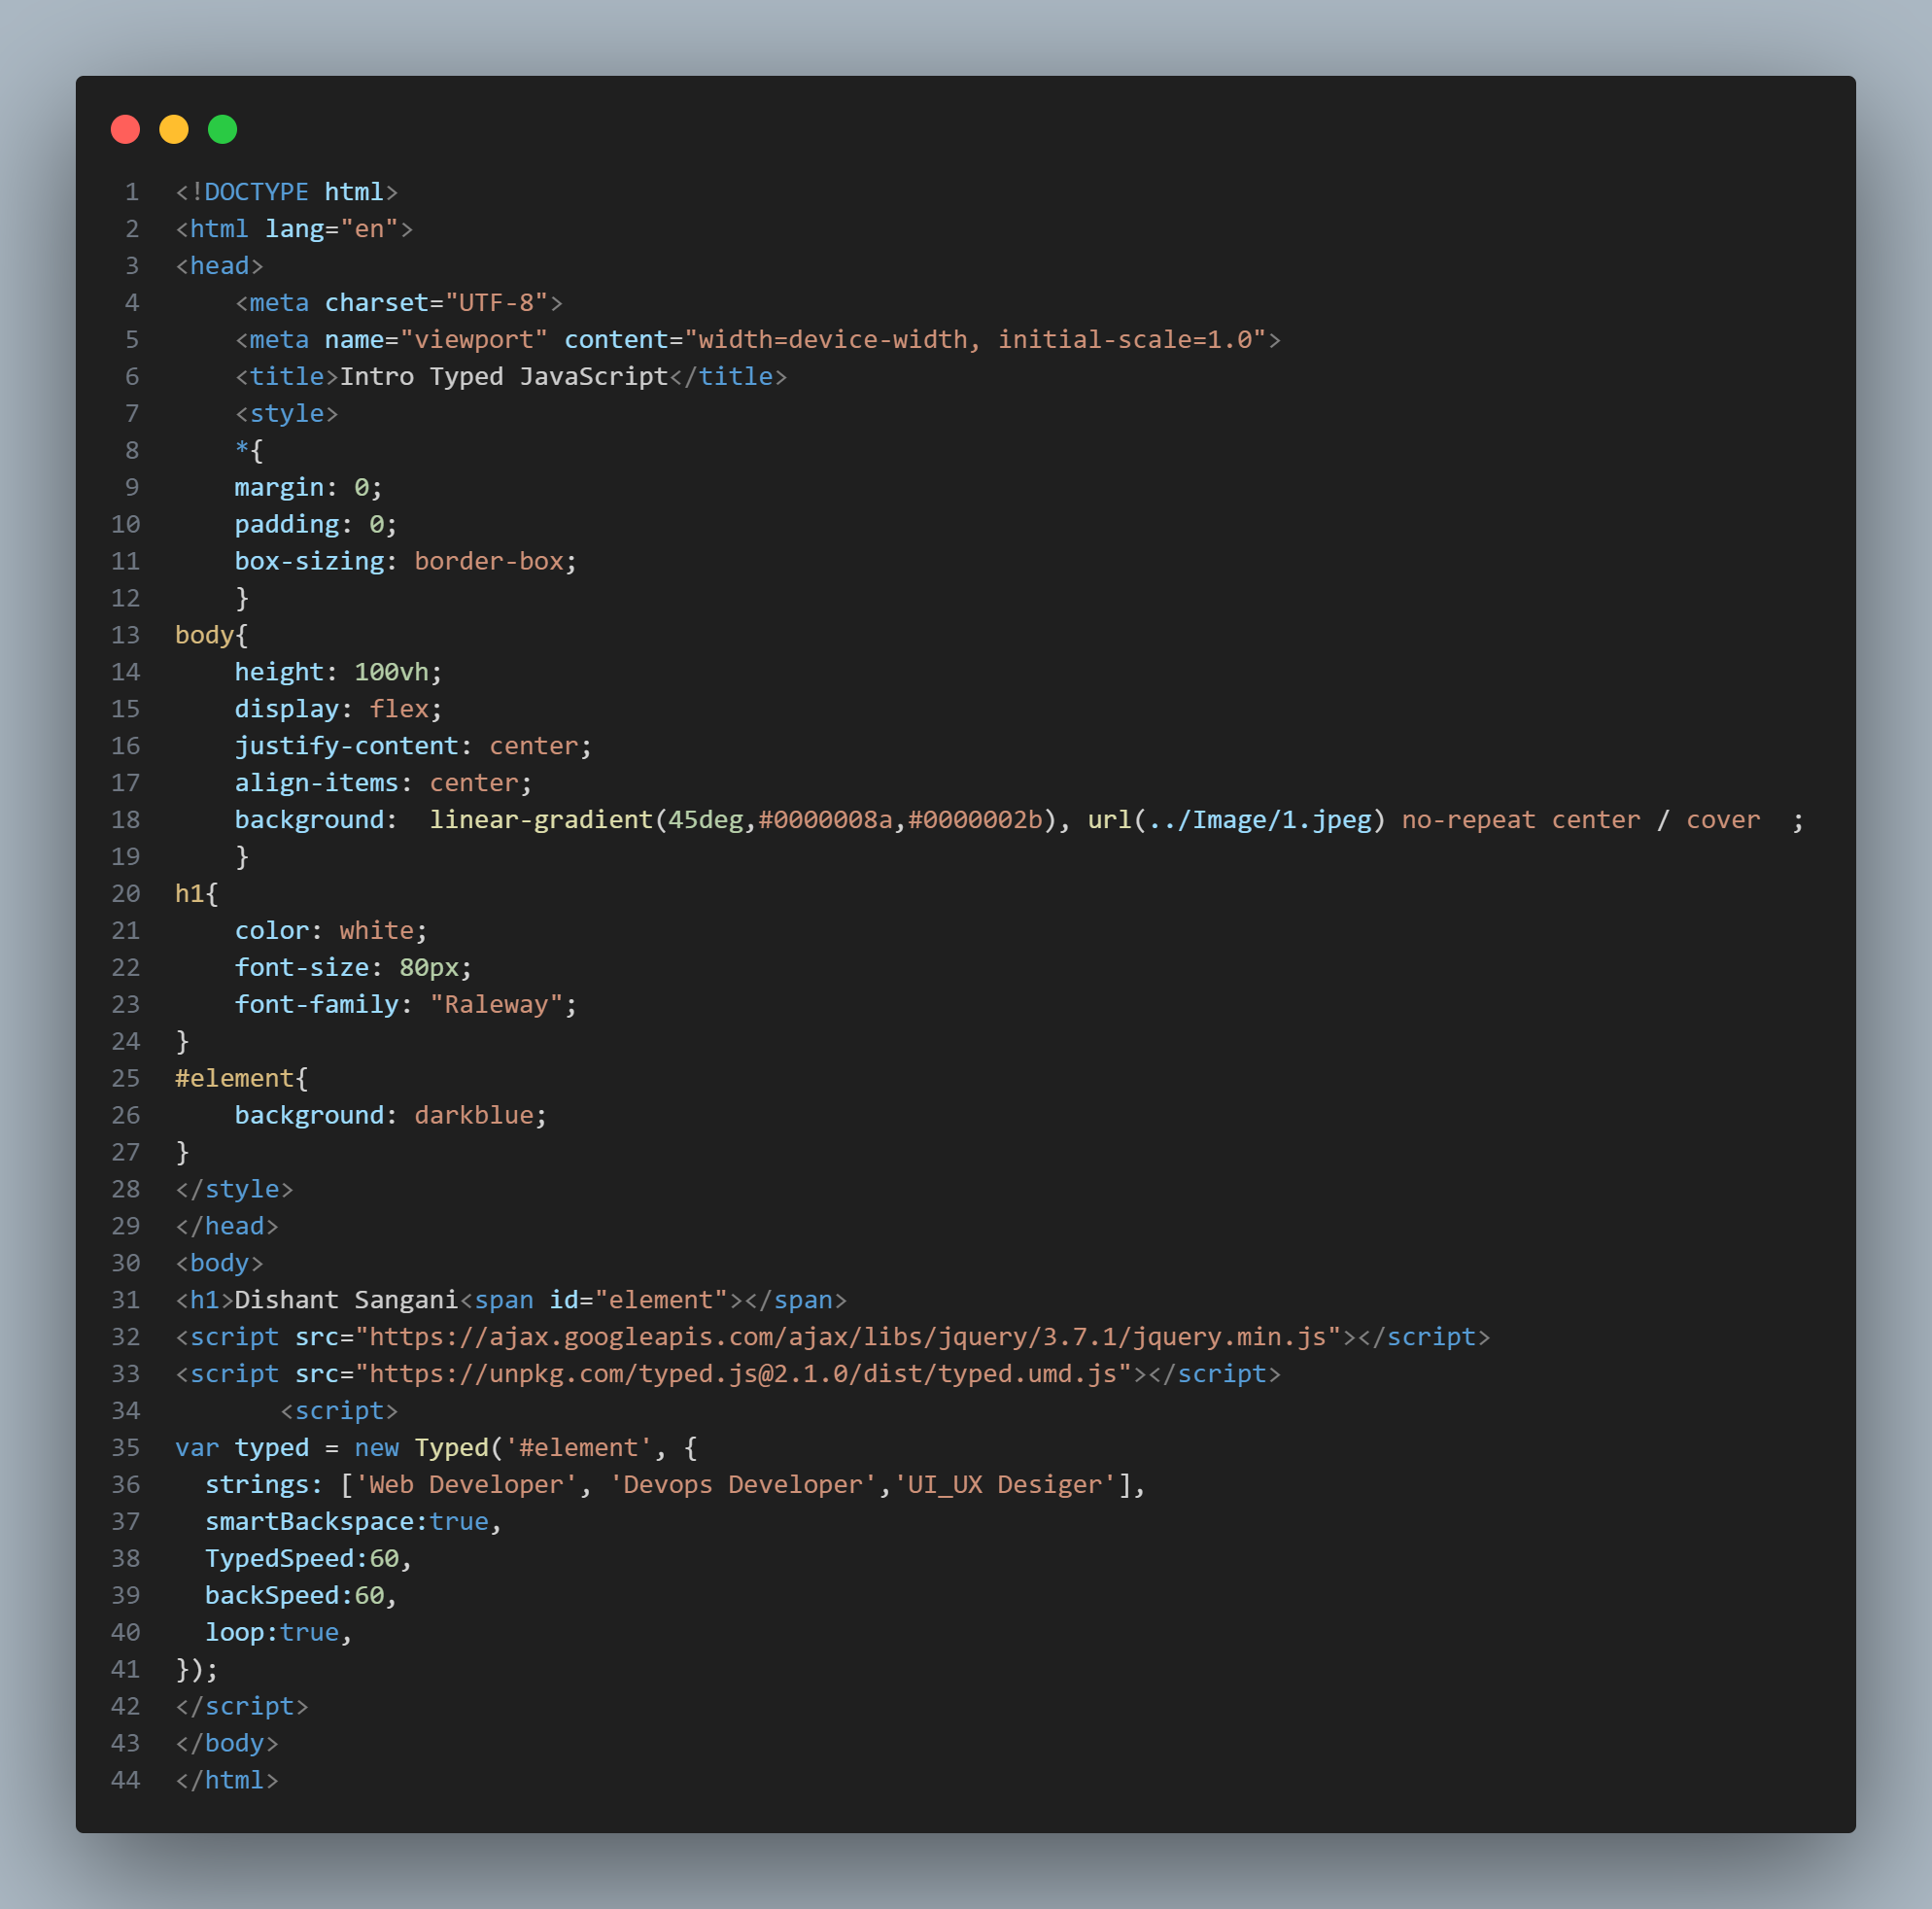 1 <!DOCTYPE html>
2 <html lang="en">
3 <head>
4     <meta charset="UTF-8">
5     <meta name="viewport" content="width=device-width, initial-scale=1.0">
6     <title>Intro Typed JavaScript</title>
7     <style>
8     *{
9     margin: 0;
10     padding: 0;
11     box-sizing: border-box;
12     }
13 body{
14     height: 100vh;
15     display: flex;
16     justify-content: center;
17     align-items: center;
18     background:  linear-gradient(45deg,#0000008a,#0000002b), url(../Image/1.jpeg) no-repeat center / cover  ;
19     }
20 h1{
21     color: white;
22     font-size: 80px;
23     font-family: "Raleway";
24 }
25 #element{
26     background: darkblue;
27 }
28 </style>
29 </head>
30 <body>
31 <h1>Dishant Sangani<span id="element"></span>
32 <script src="https://ajax.googleapis.com/ajax/libs/jquery/3.7.1/jquery.min.js"></script>
33 <script src="https://unpkg.com/typed.js@2.1.0/dist/typed.umd.js"></script>
34        <script>
35 var typed = new Typed('#element', {
36   strings: ['Web Developer', 'Devops Developer','UI_UX Desiger'],
37   smartBackspace:true,
38   TypedSpeed:60,
39   backSpeed:60,
40   loop:true,
41 });
42 </script>
43 </body>
44 </html>